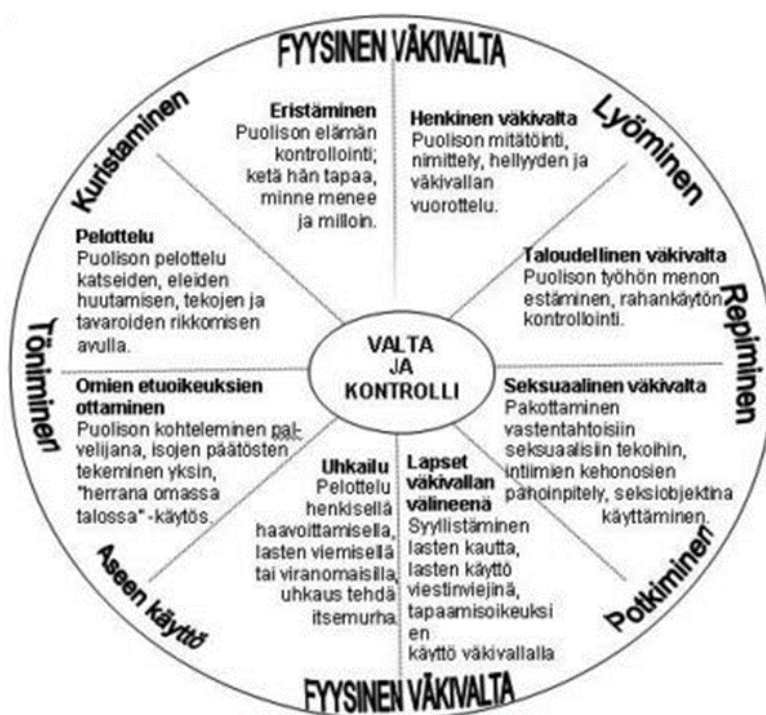 FYYSINEN VÄKIVALTA
Kuristaminen
Lyöminen
Eristäminen
Puolison elämän
kontrollointi;
ketä hän tapaa,
minne menee
ja milloin.
Henkinen väkivalta
Puolison mitätöinti,
nimittely, hellyyden ja
väkivallan
vuorottelu.
Pelottelu
Puolison pelottelu
katseiden, eleiden
huutamisen, tekojen ja
tavaroiden rikkomisen
avulla.
Taloudellinen väkivalta
Puolison työhön menon
estäminen, rahankäytön
kontrollointi.
Töniminen
Repiminen
VALTA
JA
KONTROLLI
Omien etuoikeuksien
ottaminen
Puolison kohteleminen pal-
velijana, isojen päätösten
tekeminen yksin,
"herrana omassa
talossa" -käytös.
Seksuaalinen väkivalta
Pakottaminen
vastentahtoisiin
seksuaalisiin tekoihin,
intiimien kehonosien
pahoinpitely, seksiobjektina
käyttäminen.
Uhkailu
Pelottelu
henkisellä
haavoittamisella,
lasten viemisellä
tai viranomaisilla,
uhkaus tehdä
itsemurha.
Lapset
väkivallan
välineenä
Syyllistäminen
lasten kautta,
lasten käyttö
viestinviejinä,
tapaamisoikeuksi
en
käyttö väkivallalla
Aseen käyttö
Potkiminen
FYYSINEN VÄKIVALTA